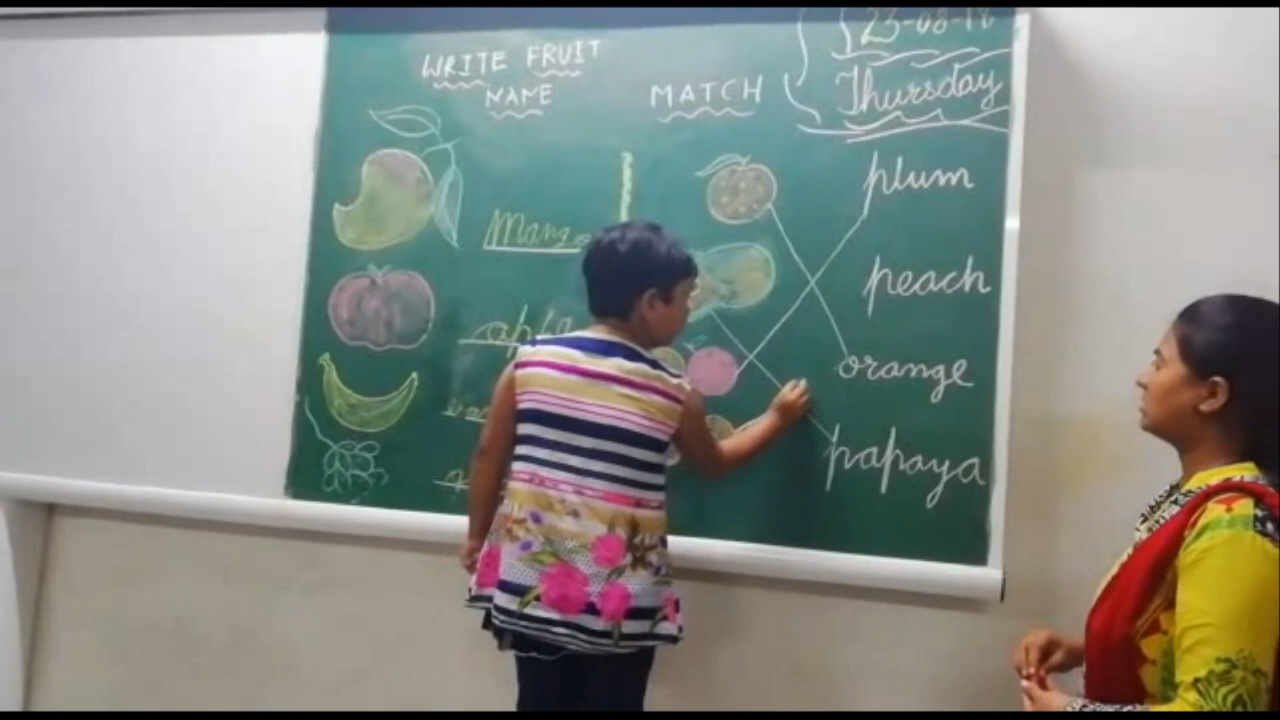 23-08-18
Thursday
WRITE FRUIT
NAME
MATCH
plum
peach
orange
papaya
Mango